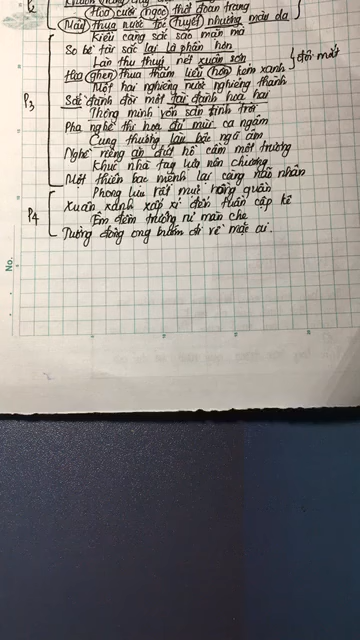 Hoa cười ngọc thốt đoan trang
Mây thua nước tóc tuyết nhường màu da
Kiều càng sắc sảo mặn mà
So bề tài sắc lại là phần hơn
Làn thu thuỷ nét xuân sơn
Hoa ghen thua thắm liễu hờn kém xanh } đôi mắt
Một hai nghiêng nước nghiêng thành
P3 Sắc đành đòi một tài đành hoạ hai
Thông minh vốn sẵn tính trời
Pha nghề thi hoạ đủ mùi ca ngâm
Cung thương làu bậc ngũ âm
Nghề riêng ăn đứt hồ cầm một trương
Khúc nhà tay lựa nên chương
Một thiên bạc mệnh lại càng não nhân
Phong lưu rất mực hồng quần
P4 Xuân xanh xấp xỉ đến tuần cập kê
Êm đềm trướng rủ màn che
Tường đông ong bướm đi về mặc ai.
No.